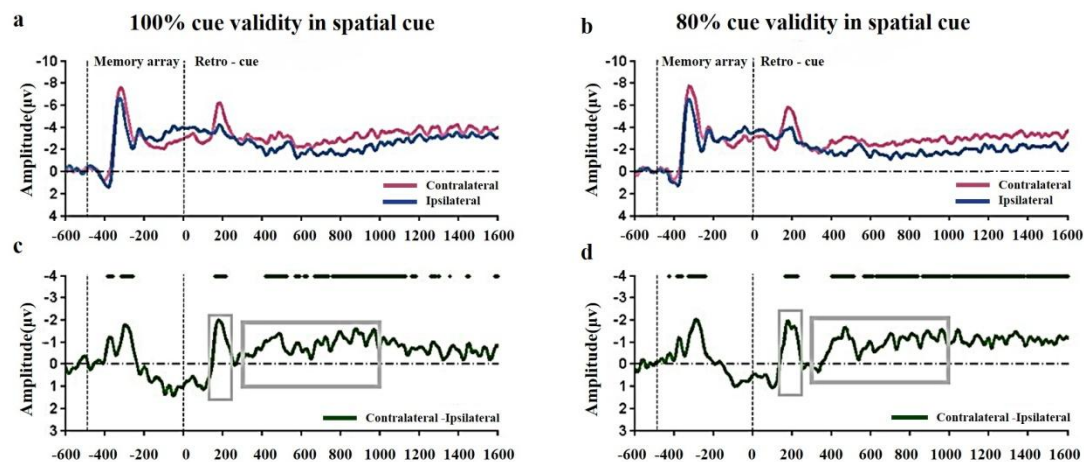 a
100% cue validity in spatial cue
Memory array
Retro - cue
Amplitude(μv)
-10
-8
-6
-4
-2
0
2
4
Contralateral
Ipsilateral
-600 -400 -200 0 200 400 600 800 1000 1200 1400 1600
b
80% cue validity in spatial cue
Memory array
Retro - cue
Amplitude(μv)
-10
-8
-6
-4
-2
0
2
4
Contralateral
Ipsilateral
-600 -400 -200 0 200 400 600 800 1000 1200 1400 1600
c
Amplitude(μv)
-4
-3
-2
-1
0
1
2
3
Contralateral -Ipsilateral
-600 -400 -200 0 200 400 600 800 1000 1200 1400 1600
d
Amplitude(μv)
-4
-3
-2
-1
0
1
2
3
Contralateral -Ipsilateral
-600 -400 -200 0 200 400 600 800 1000 1200 1400 1600